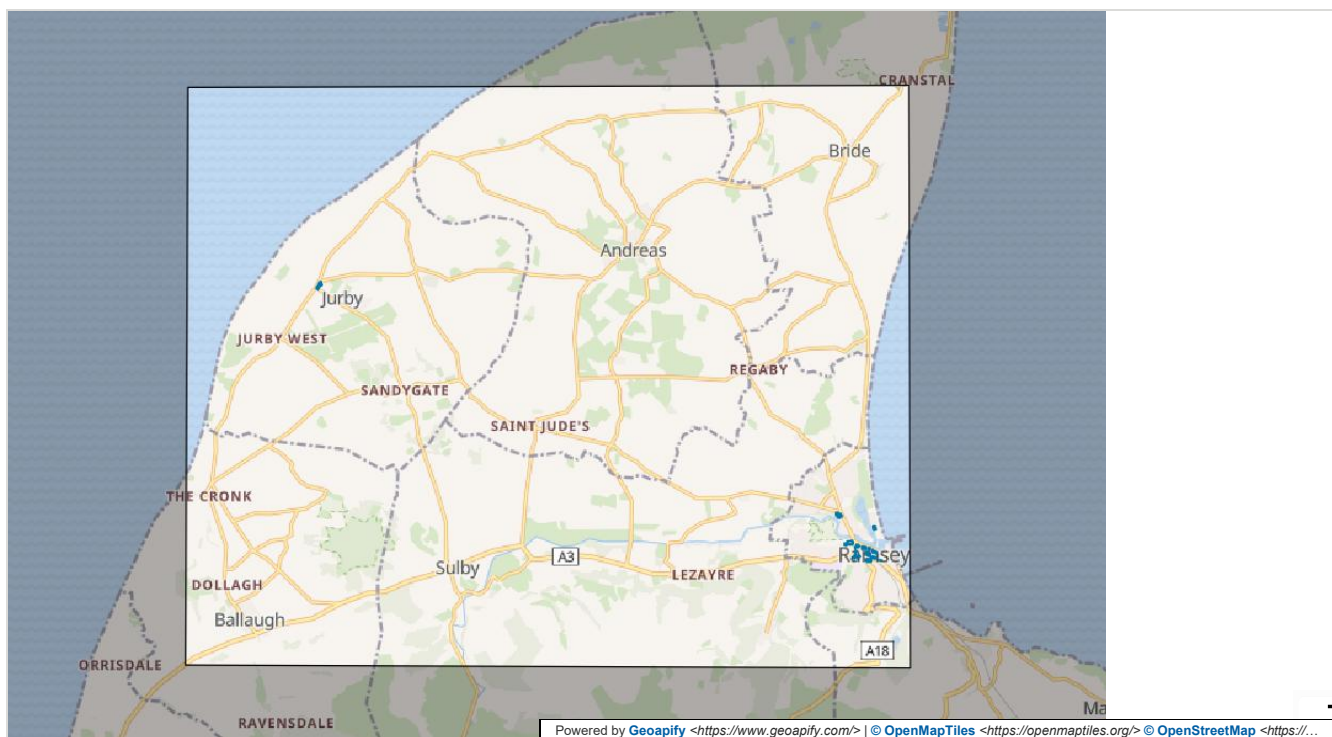 CRANSTAL
Bride
Andreas
Jurby
JURBY WEST
REGABY
SANDYGATE
SAINT JUDE'S
THE CRONK
Ramsey
A3
Sulby
LEZAYRE
DOLLAGH
Ballaugh
A18
ORRISDALE
Ma
RAVENSDALE
Powered by Geoapify <https://www.geoapify.com/> | © OpenMapTiles <https://openmaptiles.org/> © OpenStreetMap <https://…